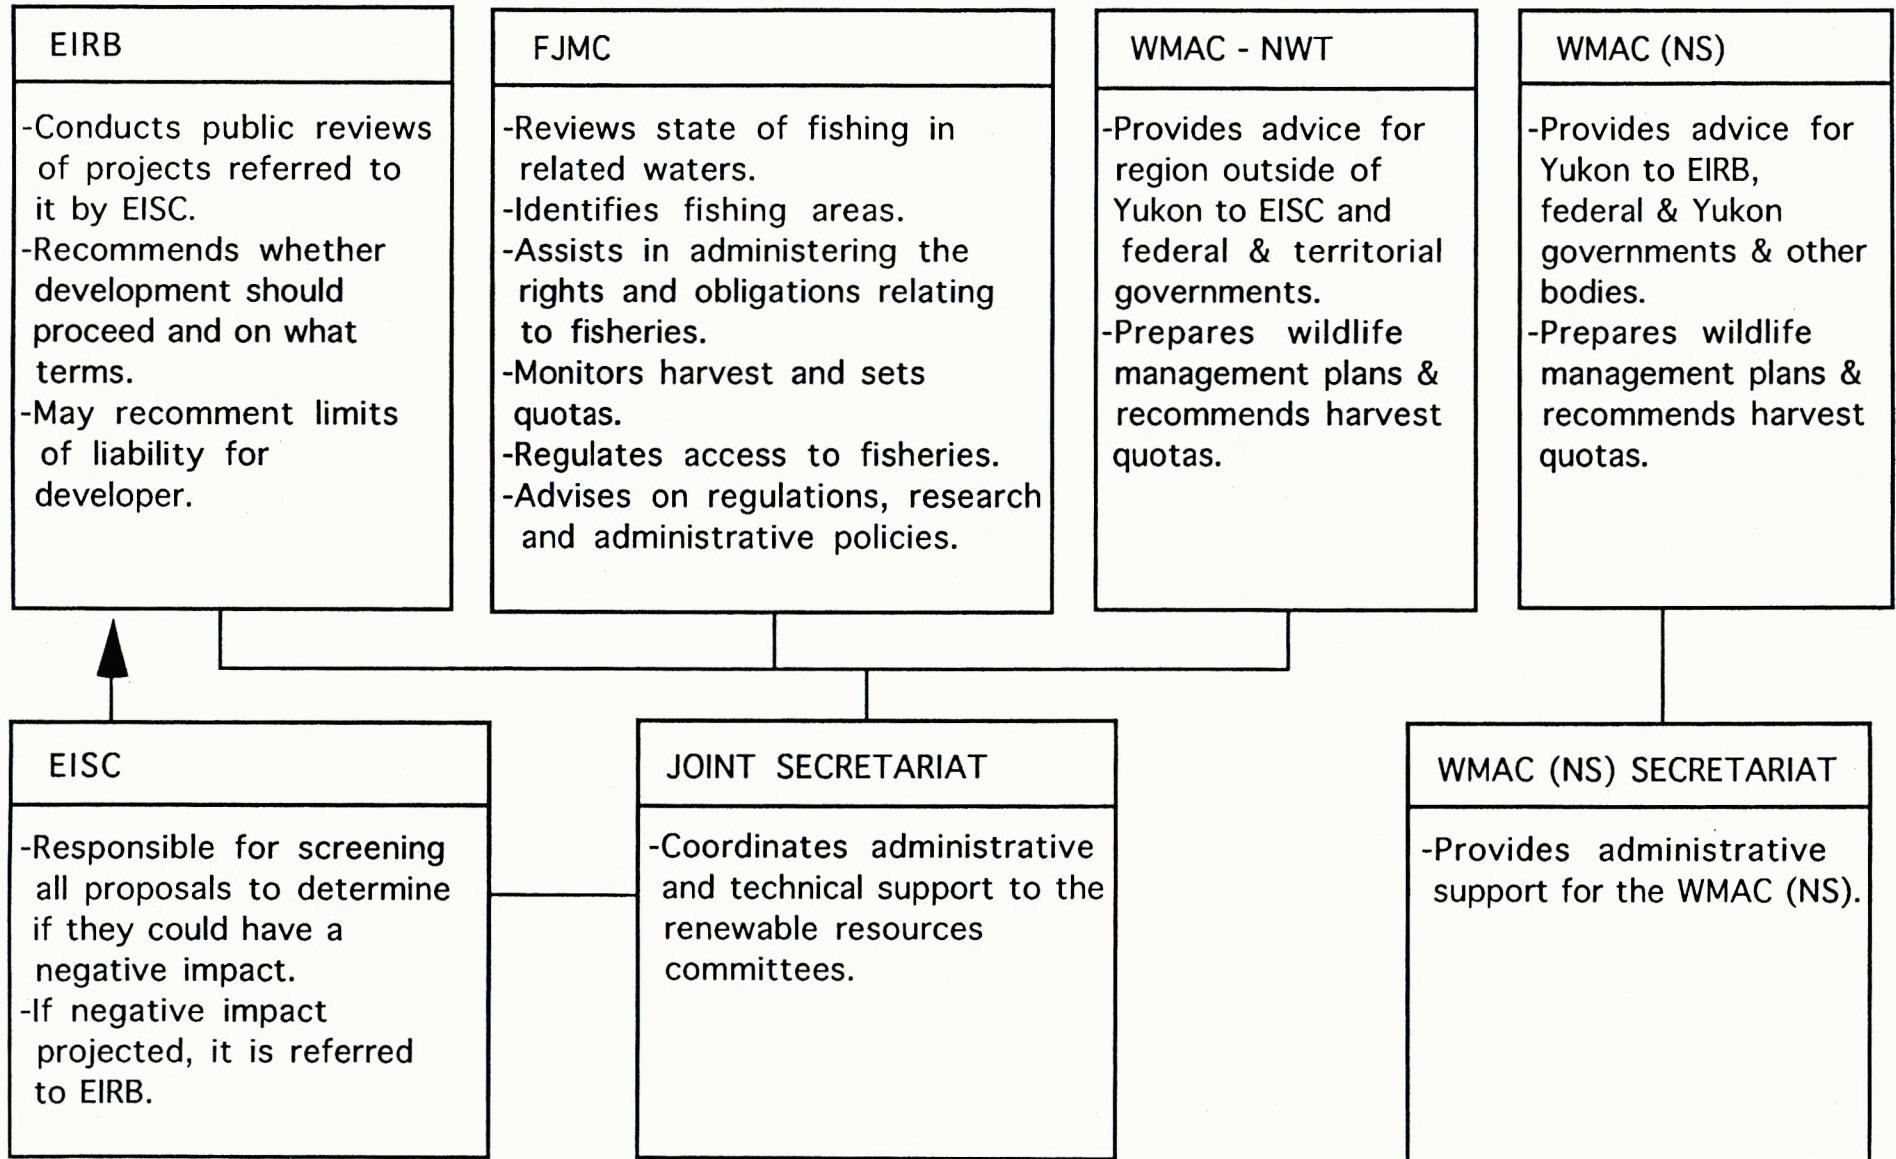 EIRB
-Conducts public reviews
of projects referred to
it by EISC.
-Recommends whether
development should
proceed and on what
terms.
-May recomment limits
of liability for
developer.
FJMC
-Reviews state of fishing in
related waters.
-Identifies fishing areas.
-Assists in administering the
rights and obligations relating
to fisheries.
-Monitors harvest and sets
quotas.
-Regulates access to fisheries.
-Advises on regulations, research
and administrative policies.
WMAC - NWT
-Provides advice for
region outside of
Yukon to EISC and
federal & territorial
governments.
-Prepares wildlife
management plans &
recommends harvest
quotas.
WMAC (NS)
-Provides advice for
Yukon to EIRB,
federal & Yukon
governments & other
bodies.
-Prepares wildlife
management plans &
recommends harvest
quotas.
EISC
-Responsible for screening
all proposals to determine
if they could have a
negative impact.
-If negative impact
projected, it is referred
to EIRB.
JOINT SECRETARIAT
-Coordinates administrative
and technical support to the
renewable resources
committees.
WMAC (NS) SECRETARIAT
-Provides administrative
support for the WMAC (NS).